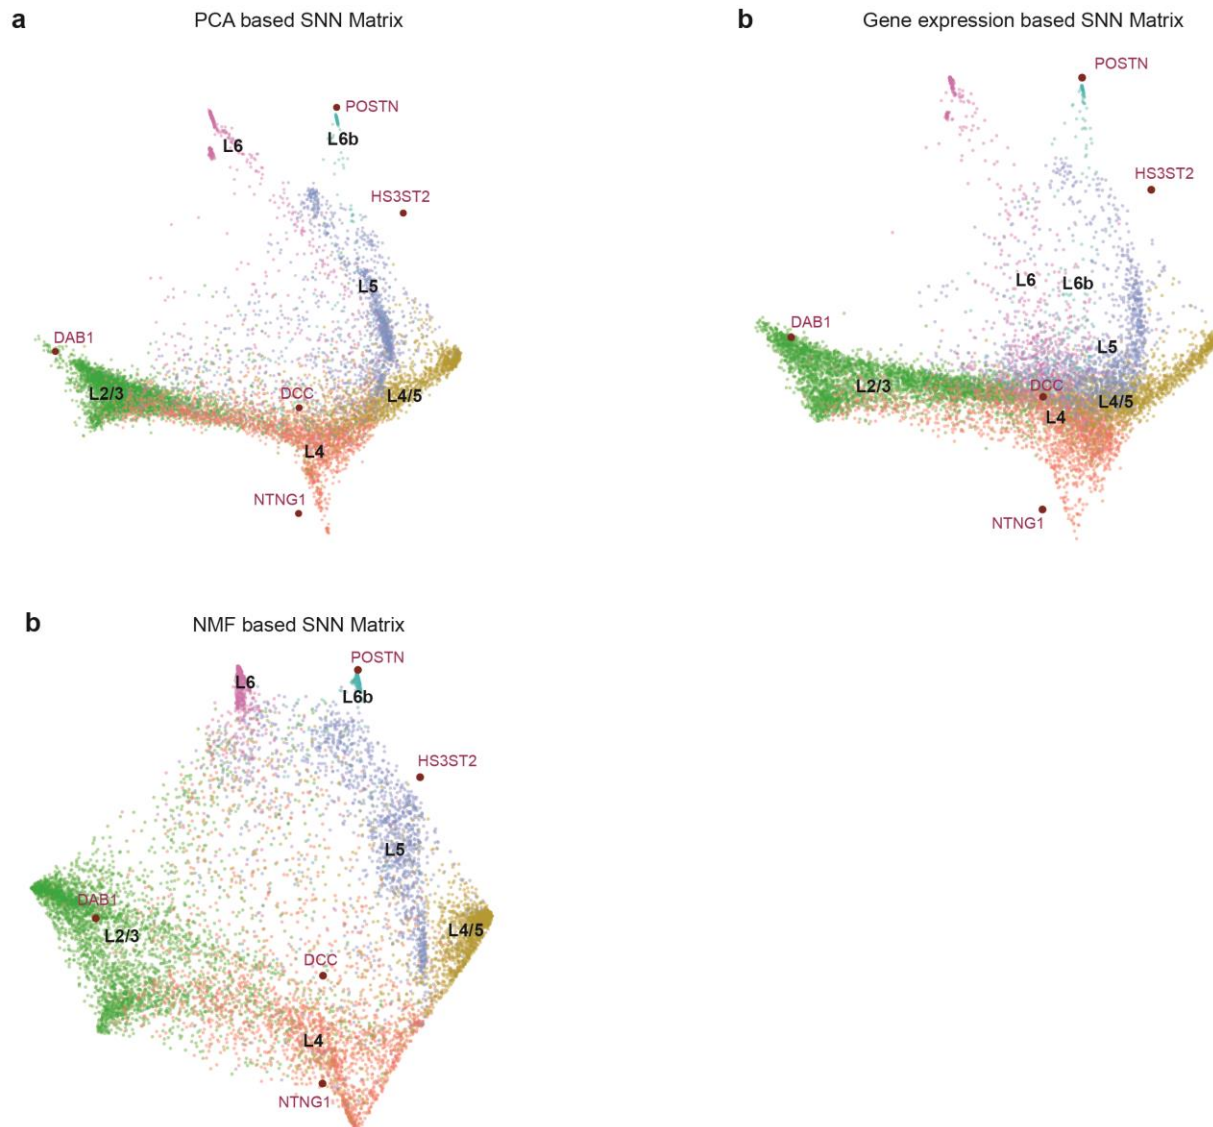 a
PCA based SNN Matrix
POSTN
L6
L6b
HS3ST2
L5
DAB1
L2/3
DCC
L4/5
L4
NTNG1
b
Gene expression based SNN Matrix
POSTN
HS3ST2
L6
L6b
DAB1
L5
L2/3
DCC
L4/5
L4
NTNG1
b
NMF based SNN Matrix
POSTN
L6
L6b
HS3ST2
L5
DAB1
L2/3
L4/5
DCC
L4
NTNG1